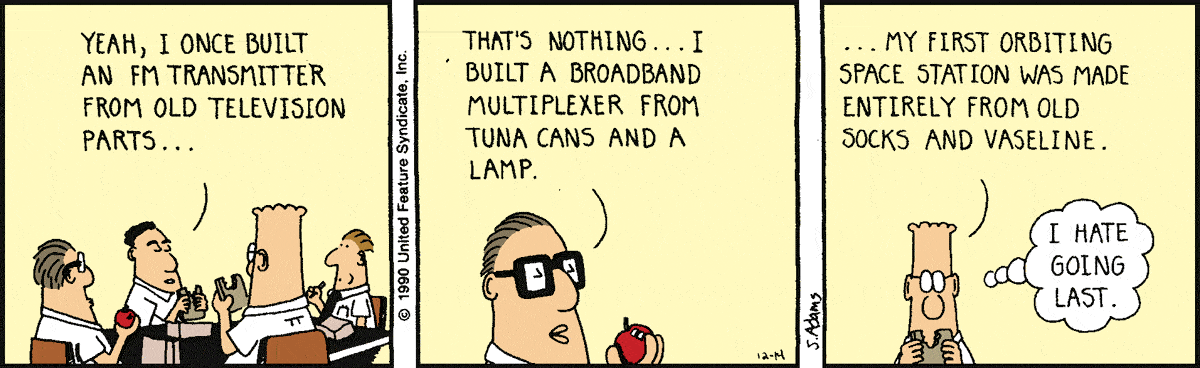 YEAH, I ONCE BUILT
AN FM TRANSMITTER
FROM OLD TELEVISION
PARTS...
© 1990 United Feature Syndicate, Inc.
THAT'S NOTHING...I
BUILT A BROADBAND
MULTIPLEXER FROM
TUNA CANS AND A
LAMP.
12-14
S.Adams
...MY FIRST ORBITING
SPACE STATION WAS MADE
ENTIRELY FROM OLD
SOCKS AND VASELINE.
I HATE
GOING
LAST.